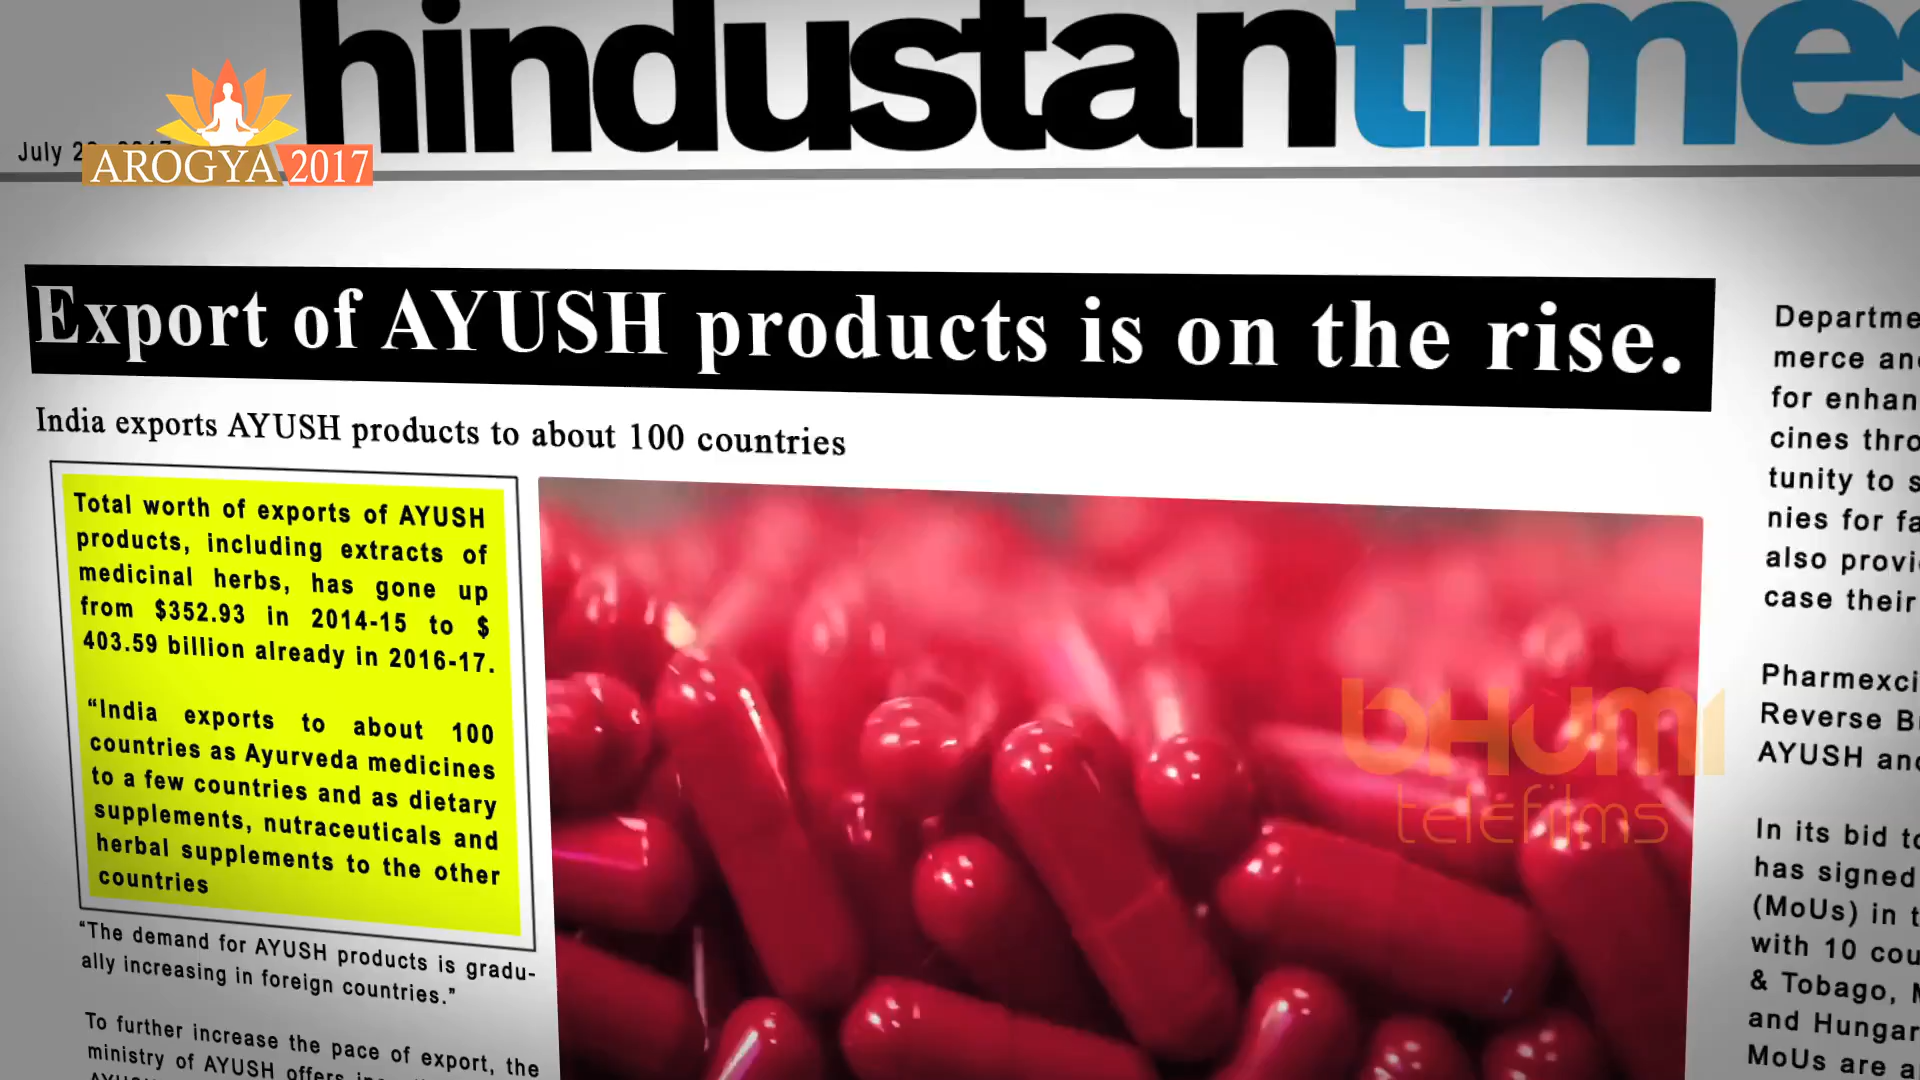 hindustantimes
July
AROGYA 2017
Export of AYUSH products is on the rise.
India exports AYUSH products to about 100 countries
Total worth of exports of AYUSH
products, including extracts of
medicinal herbs, has gone up
from $352.93 in 2014-15 to $
403.59 billion already in 2016-17.
“India exports to about 100
countries as Ayurveda medicines
to a few countries and as dietary
supplements, nutraceuticals and
herbal supplements to the other
countries
“The demand for AYUSH products is gradu-
ally increasing in foreign countries.”
To further increase the pace of export, the
ministry of AYUSH offers
bhumi
telefilms
Departme
merce and
for enhan
cines thro
tunity to s
nies for fa
also provi
case their
Pharmexci
Reverse B
AYUSH and
In its bid to
has signed
(MoUs) in t
with 10 cou
& Tobago, M
and Hungar
MoUs are a